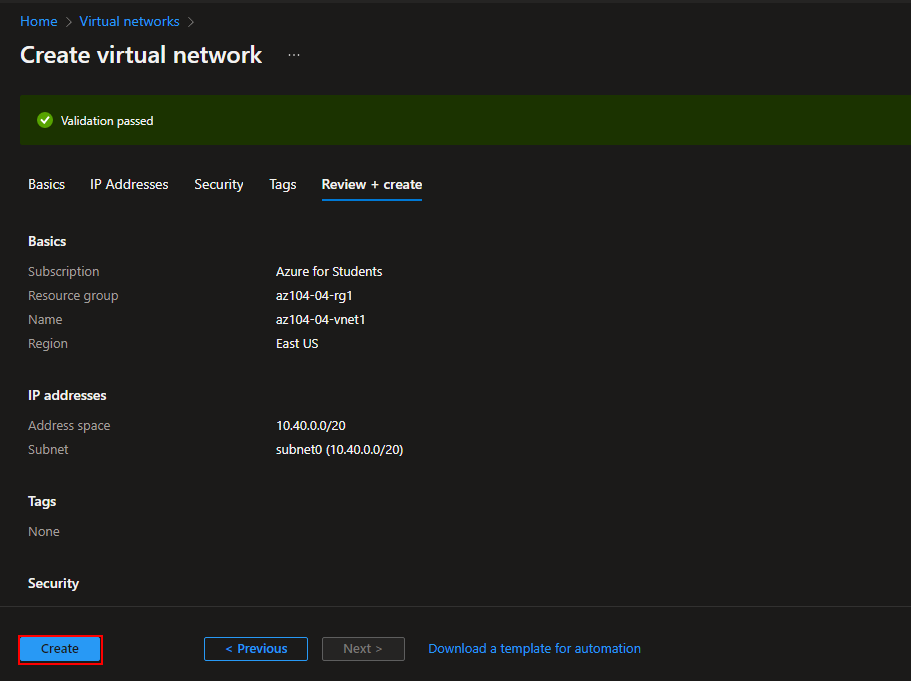 Home > Virtual networks >
Create virtual network ...
Validation passed
Basics IP Addresses Security Tags Review + create
Basics
Subscription Azure for Students
Resource group az104-04-rg1
Name az104-04-vnet1
Region East US
IP addresses
Address space 10.40.0.0/20
Subnet subnet0 (10.40.0.0/20)
Tags
None
Security
Create < Previous Next > Download a template for automation